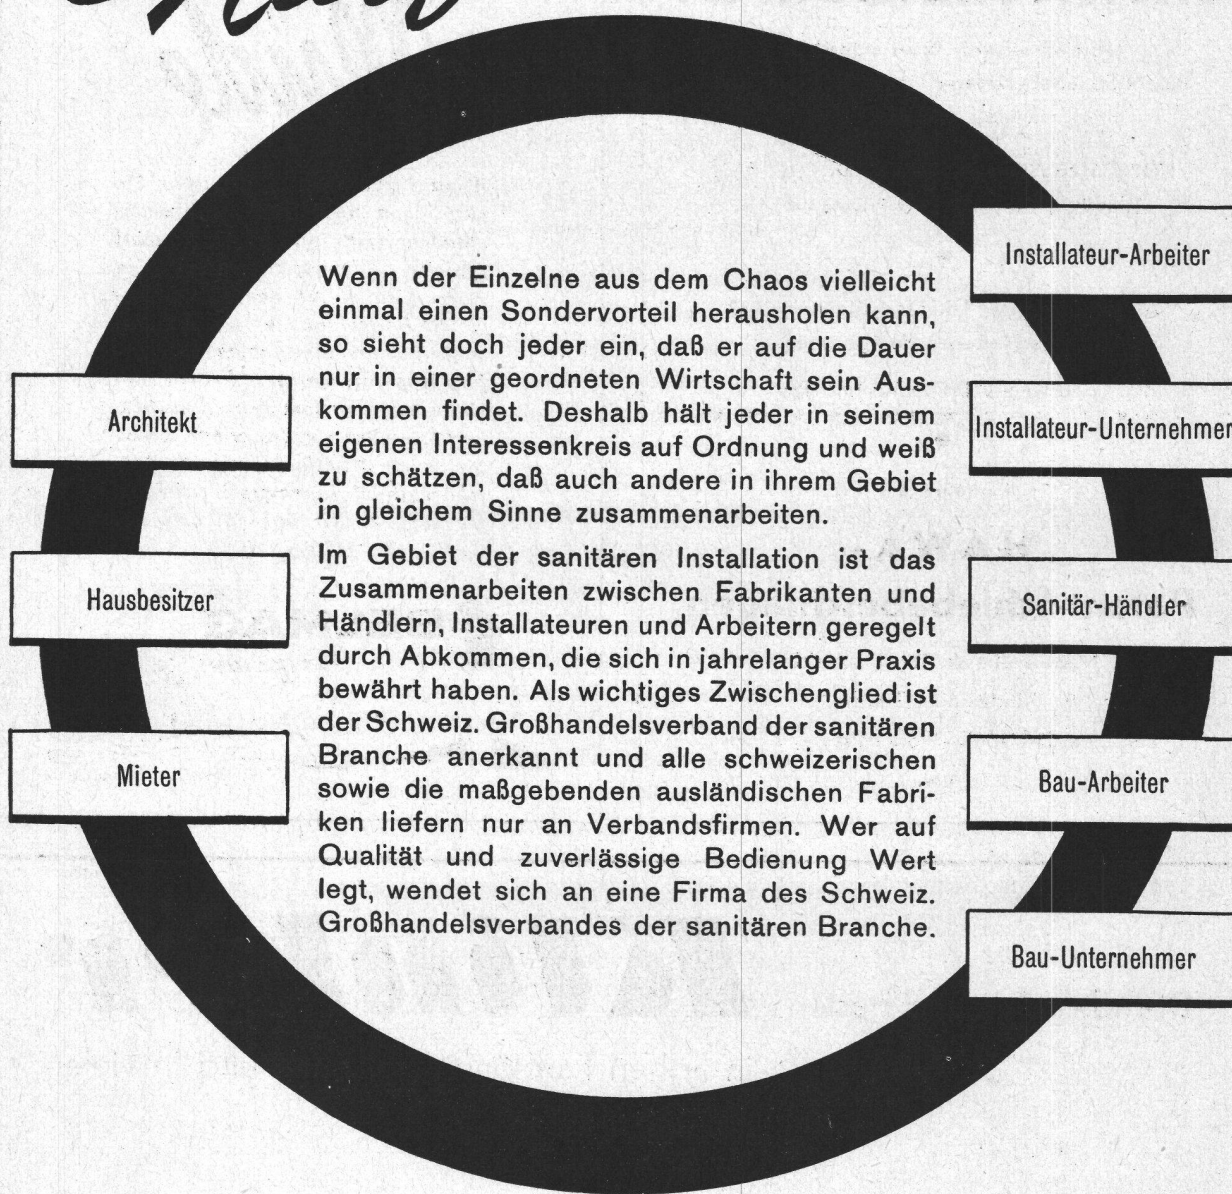 Installateur-Arbeiter
Wenn der Einzelne aus dem Chaos vielleicht
einmal einen Sondervorteil herausholen kann,
so sieht doch jeder ein, daß er auf die Dauer
nur in einer geordneten Wirtschaft sein Aus-
kommen findet. Deshalb hält jeder in seinem
eigenen Interessenkreis auf Ordnung und weiß
zu schätzen, daß auch andere in ihrem Gebiet
in gleichem Sinne zusammenarbeiten.
Im Gebiet der sanitären Installation ist das
Zusammenarbeiten zwischen Fabrikanten und
Händlern, Installateuren und Arbeitern geregelt
durch Abkommen, die sich in jahrelanger Praxis
bewährt haben. Als wichtiges Zwischenglied ist
der Schweiz. Großhandelsverband der sanitären
Branche anerkannt und alle schweizerischen
sowie die maßgebenden ausländischen Fabri-
ken liefern nur an Verbandsfirmen. Wer auf
Qualität und zuverlässige Bedienung Wert
legt, wendet sich an eine Firma des Schweiz.
Großhandelsverbandes der sanitären Branche.
Architekt
Hausbesitzer
Mieter
Installateur-Unternehmer
Sanitär-Händler
Bau-Arbeiter
Bau-Unternehmer